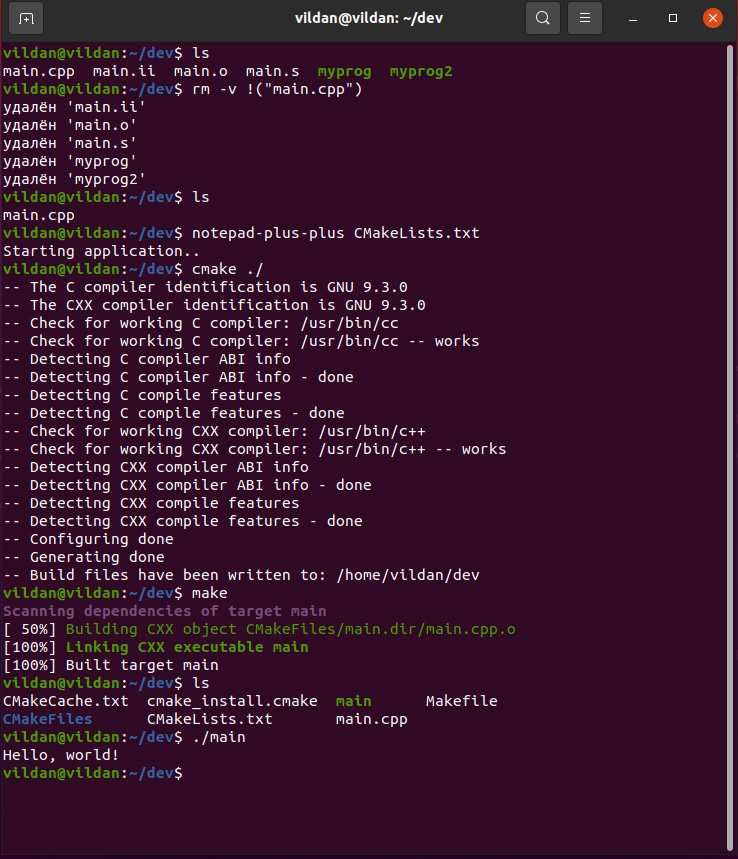 vildan@vildan: ~/dev
vildan@vildan:~/dev$ ls
main.cpp  main.ii  main.o  main.s  myprog  myprog2
vildan@vildan:~/dev$ rm -v !("main.cpp")
удалён 'main.ii'
удалён 'main.o'
удалён 'main.s'
удалён 'myprog'
удалён 'myprog2'
vildan@vildan:~/dev$ ls
main.cpp
vildan@vildan:~/dev$ notepad-plus-plus CMakeLists.txt
Starting application..
vildan@vildan:~/dev$ cmake ./
-- The C compiler identification is GNU 9.3.0
-- The CXX compiler identification is GNU 9.3.0
-- Check for working C compiler: /usr/bin/cc
-- Check for working C compiler: /usr/bin/cc -- works
-- Detecting C compiler ABI info
-- Detecting C compiler ABI info - done
-- Detecting C compile features
-- Detecting C compile features - done
-- Check for working CXX compiler: /usr/bin/c++
-- Check for working CXX compiler: /usr/bin/c++ -- works
-- Detecting CXX compiler ABI info
-- Detecting CXX compiler ABI info - done
-- Detecting CXX compile features
-- Detecting CXX compile features - done
-- Configuring done
-- Generating done
-- Build files have been written to: /home/vildan/dev
vildan@vildan:~/dev$ make
Scanning dependencies of target main
[ 50%] Building CXX object CMakeFiles/main.dir/main.cpp.o
[100%] Linking CXX executable main
[100%] Built target main
vildan@vildan:~/dev$ ls
CMakeCache.txt  cmake_install.cmake  main      Makefile
CMakeFiles      CMakeLists.txt       main.cpp
vildan@vildan:~/dev$ ./main
Hello, world!
vildan@vildan:~/dev$